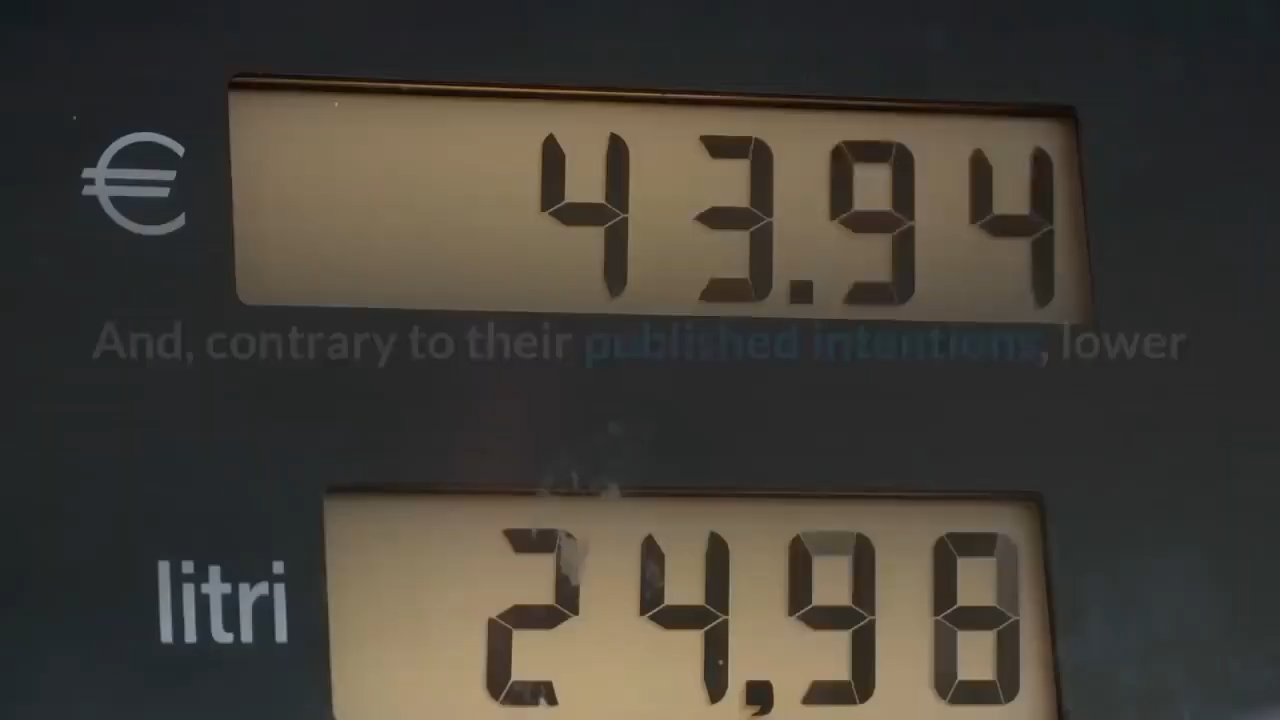 € 43.94
And, contrary to their published intentions, lower
litri 24,98